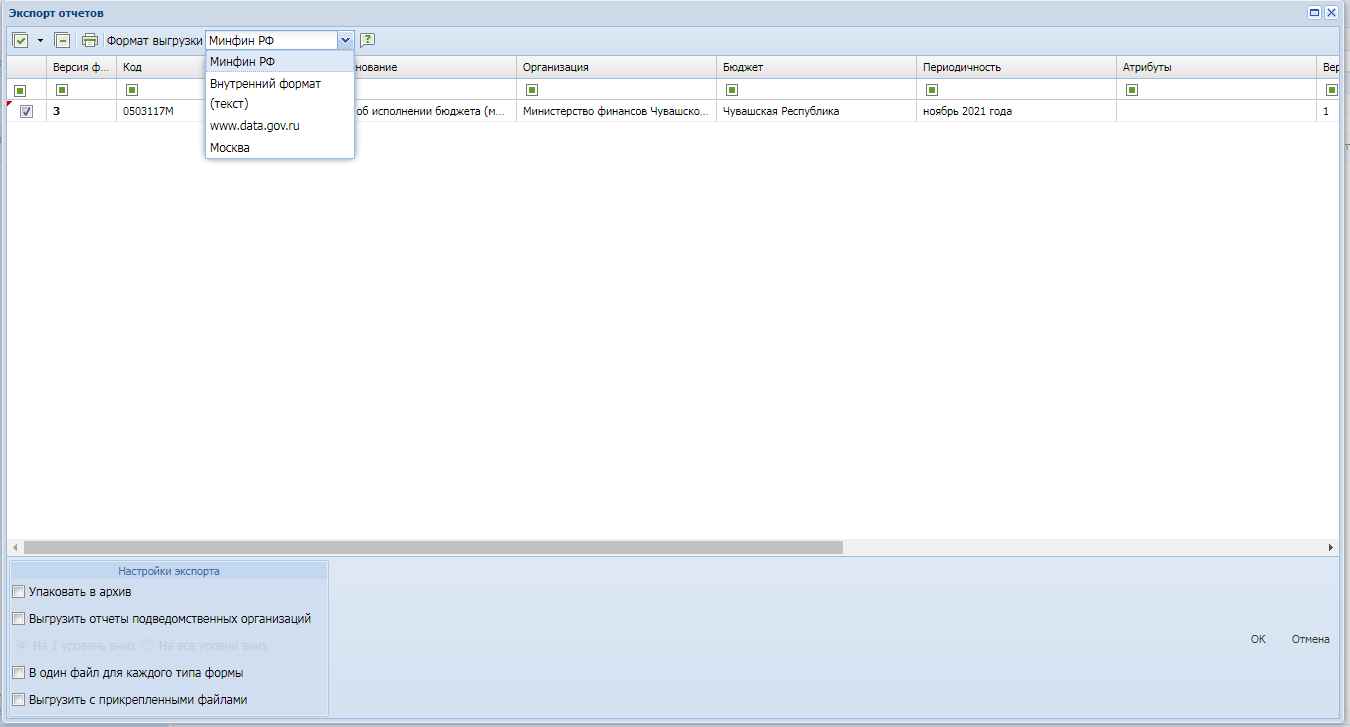 Экспорт отчетов
Формат выгрузки Минфин РФ
Минфин РФ
Внутренний формат
(текст)
www.data.gov.ru
Москва
Версия ф... Код нование Организация Бюджет Периодичность Атрибуты Вер
3 0503117М об исполнении бюджета (м... Министерство финансов Чувашско... Чувашская Республика ноябрь 2021 года 1
Настройки экспорта
Упаковать в архив
Выгрузить отчеты подведомственных организаций
На 1 уровень вниз На все уровни вниз
В один файл для каждого типа формы
Выгрузить с прикрепленными файлами
ОК Отмена